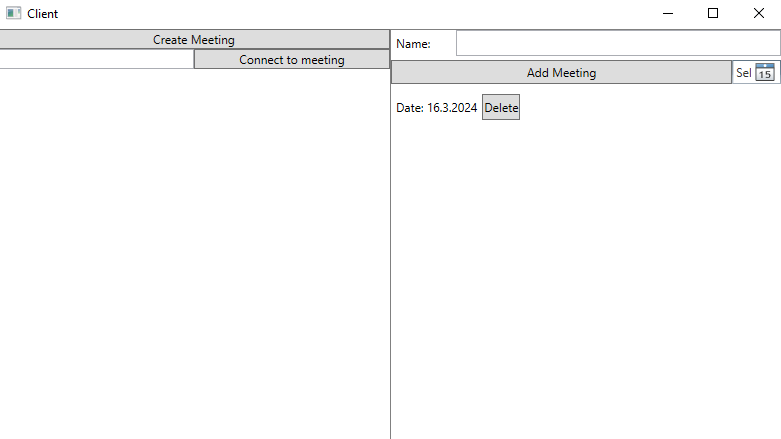 Client
Create Meeting
Connect to meeting
Name:
Add Meeting
Sel 15
Date: 16.3.2024 Delete